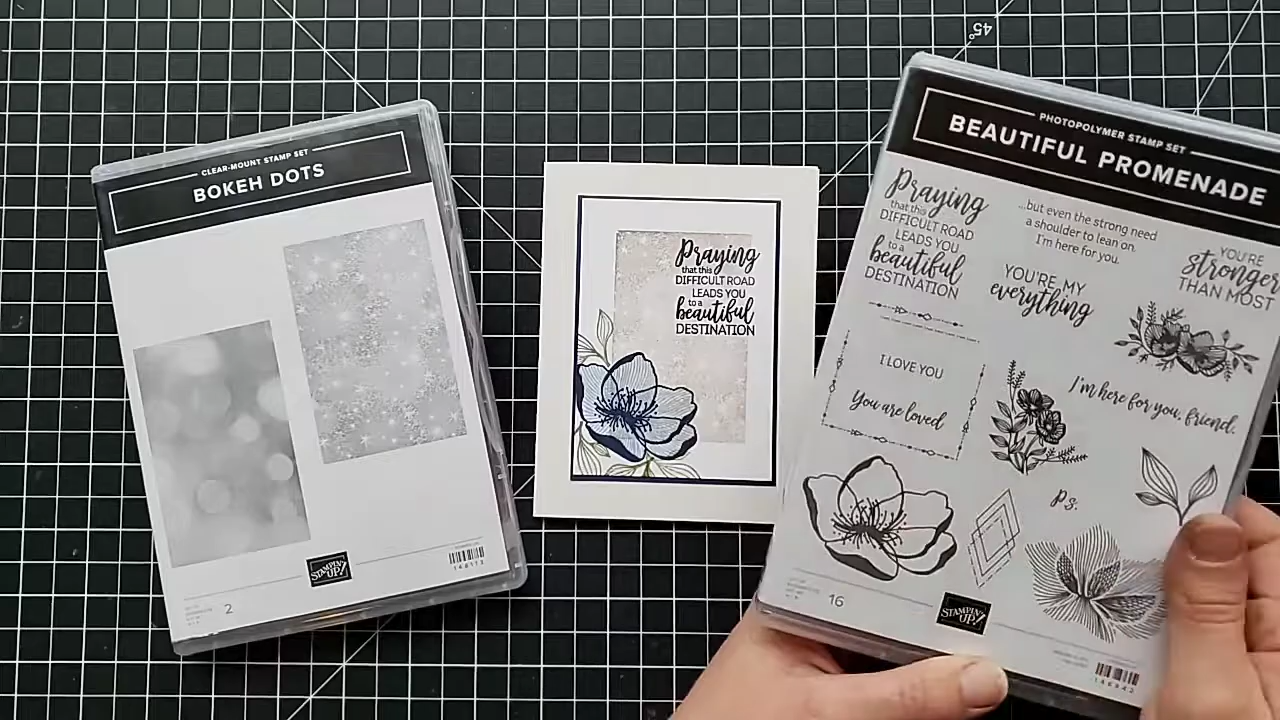 45°
CLEAR-MOUNT STAMP SET
BOKEH DOTS
STAMPIN' UP!
2
Praying
that this
DIFFICULT ROAD
LEADS YOU
to a
beautiful
DESTINATION
PHOTOPOLYMER STAMP SET
BEAUTIFUL PROMENADE
Praying
that this
DIFFICULT ROAD
LEADS YOU
to a
beautiful
DESTINATION
...but even the strong need
a shoulder to lean on.
I'm here for you.
YOU'RE
stronger
THAN MOST
YOU'RE MY
everything
I LOVE YOU
You are loved
I'm here for you, friend.
P.S.
16
STAMPIN' UP!